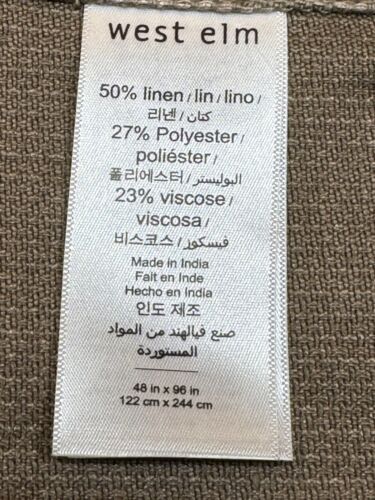 west elm
50% linen / lin / lino /
리넨 / كتان /
27% Polyester /
poliéster /
폴리에스터 / البوليستر /
23% viscose /
viscosa /
비스코스 / فيسكوز /
Made in India
Fait en Inde
Hecho en India
인도 제조
صنع فيالهند من المواد
المستوردة
48 in x 96 in
122 cm x 244 cm